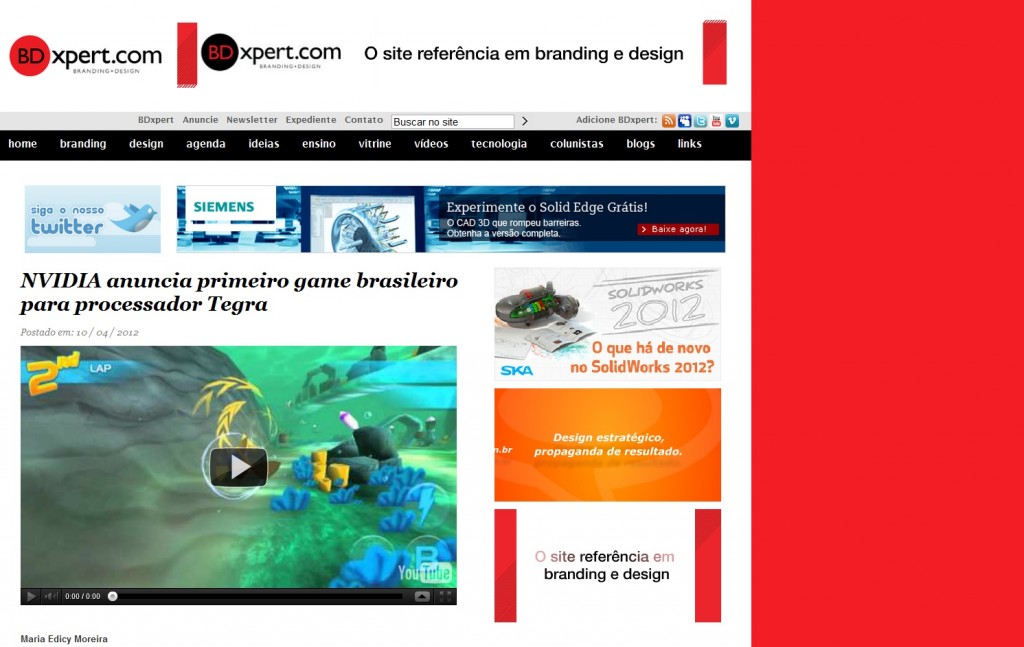 BDxpert.com
BRANDING+DESIGN
BDxpert.com
BRANDING+DESIGN
O site referência em branding e design
BDxpert Anuncie Newsletter Expediente Contato Buscar no site Adicione BDxpert:
home branding design agenda ideias ensino vitrine vídeos tecnologia colunistas blogs links
siga o nosso
twitter
SIEMENS
Experimente o Solid Edge Grátis!
O CAD 3D que rompeu barreiras.
Obtenha a versão completa.
Baixe agora!
NVIDIA anuncia primeiro game brasileiro
para processador Tegra
Postado em: 10 / 04 / 2012
2nd LAP
B
YouTube
0:00 / 0:00
Maria Edicy Moreira
SOLIDWORKS
2012
O que há de novo
no SolidWorks 2012?
SKA
Design estratégico,
propaganda de resultado.
m.br
O site referência em
branding e design